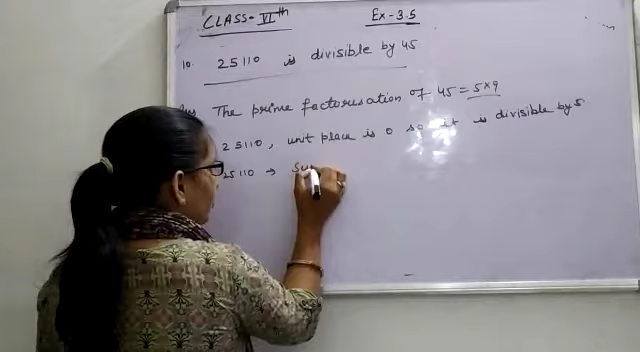 CLASS-VIth Ex-3.5
10. 25110 is divisible by 45
Ans The prime factorisation of 45 = 5×9
25110, unit place is 0 so it is divisible by 5
25110 →